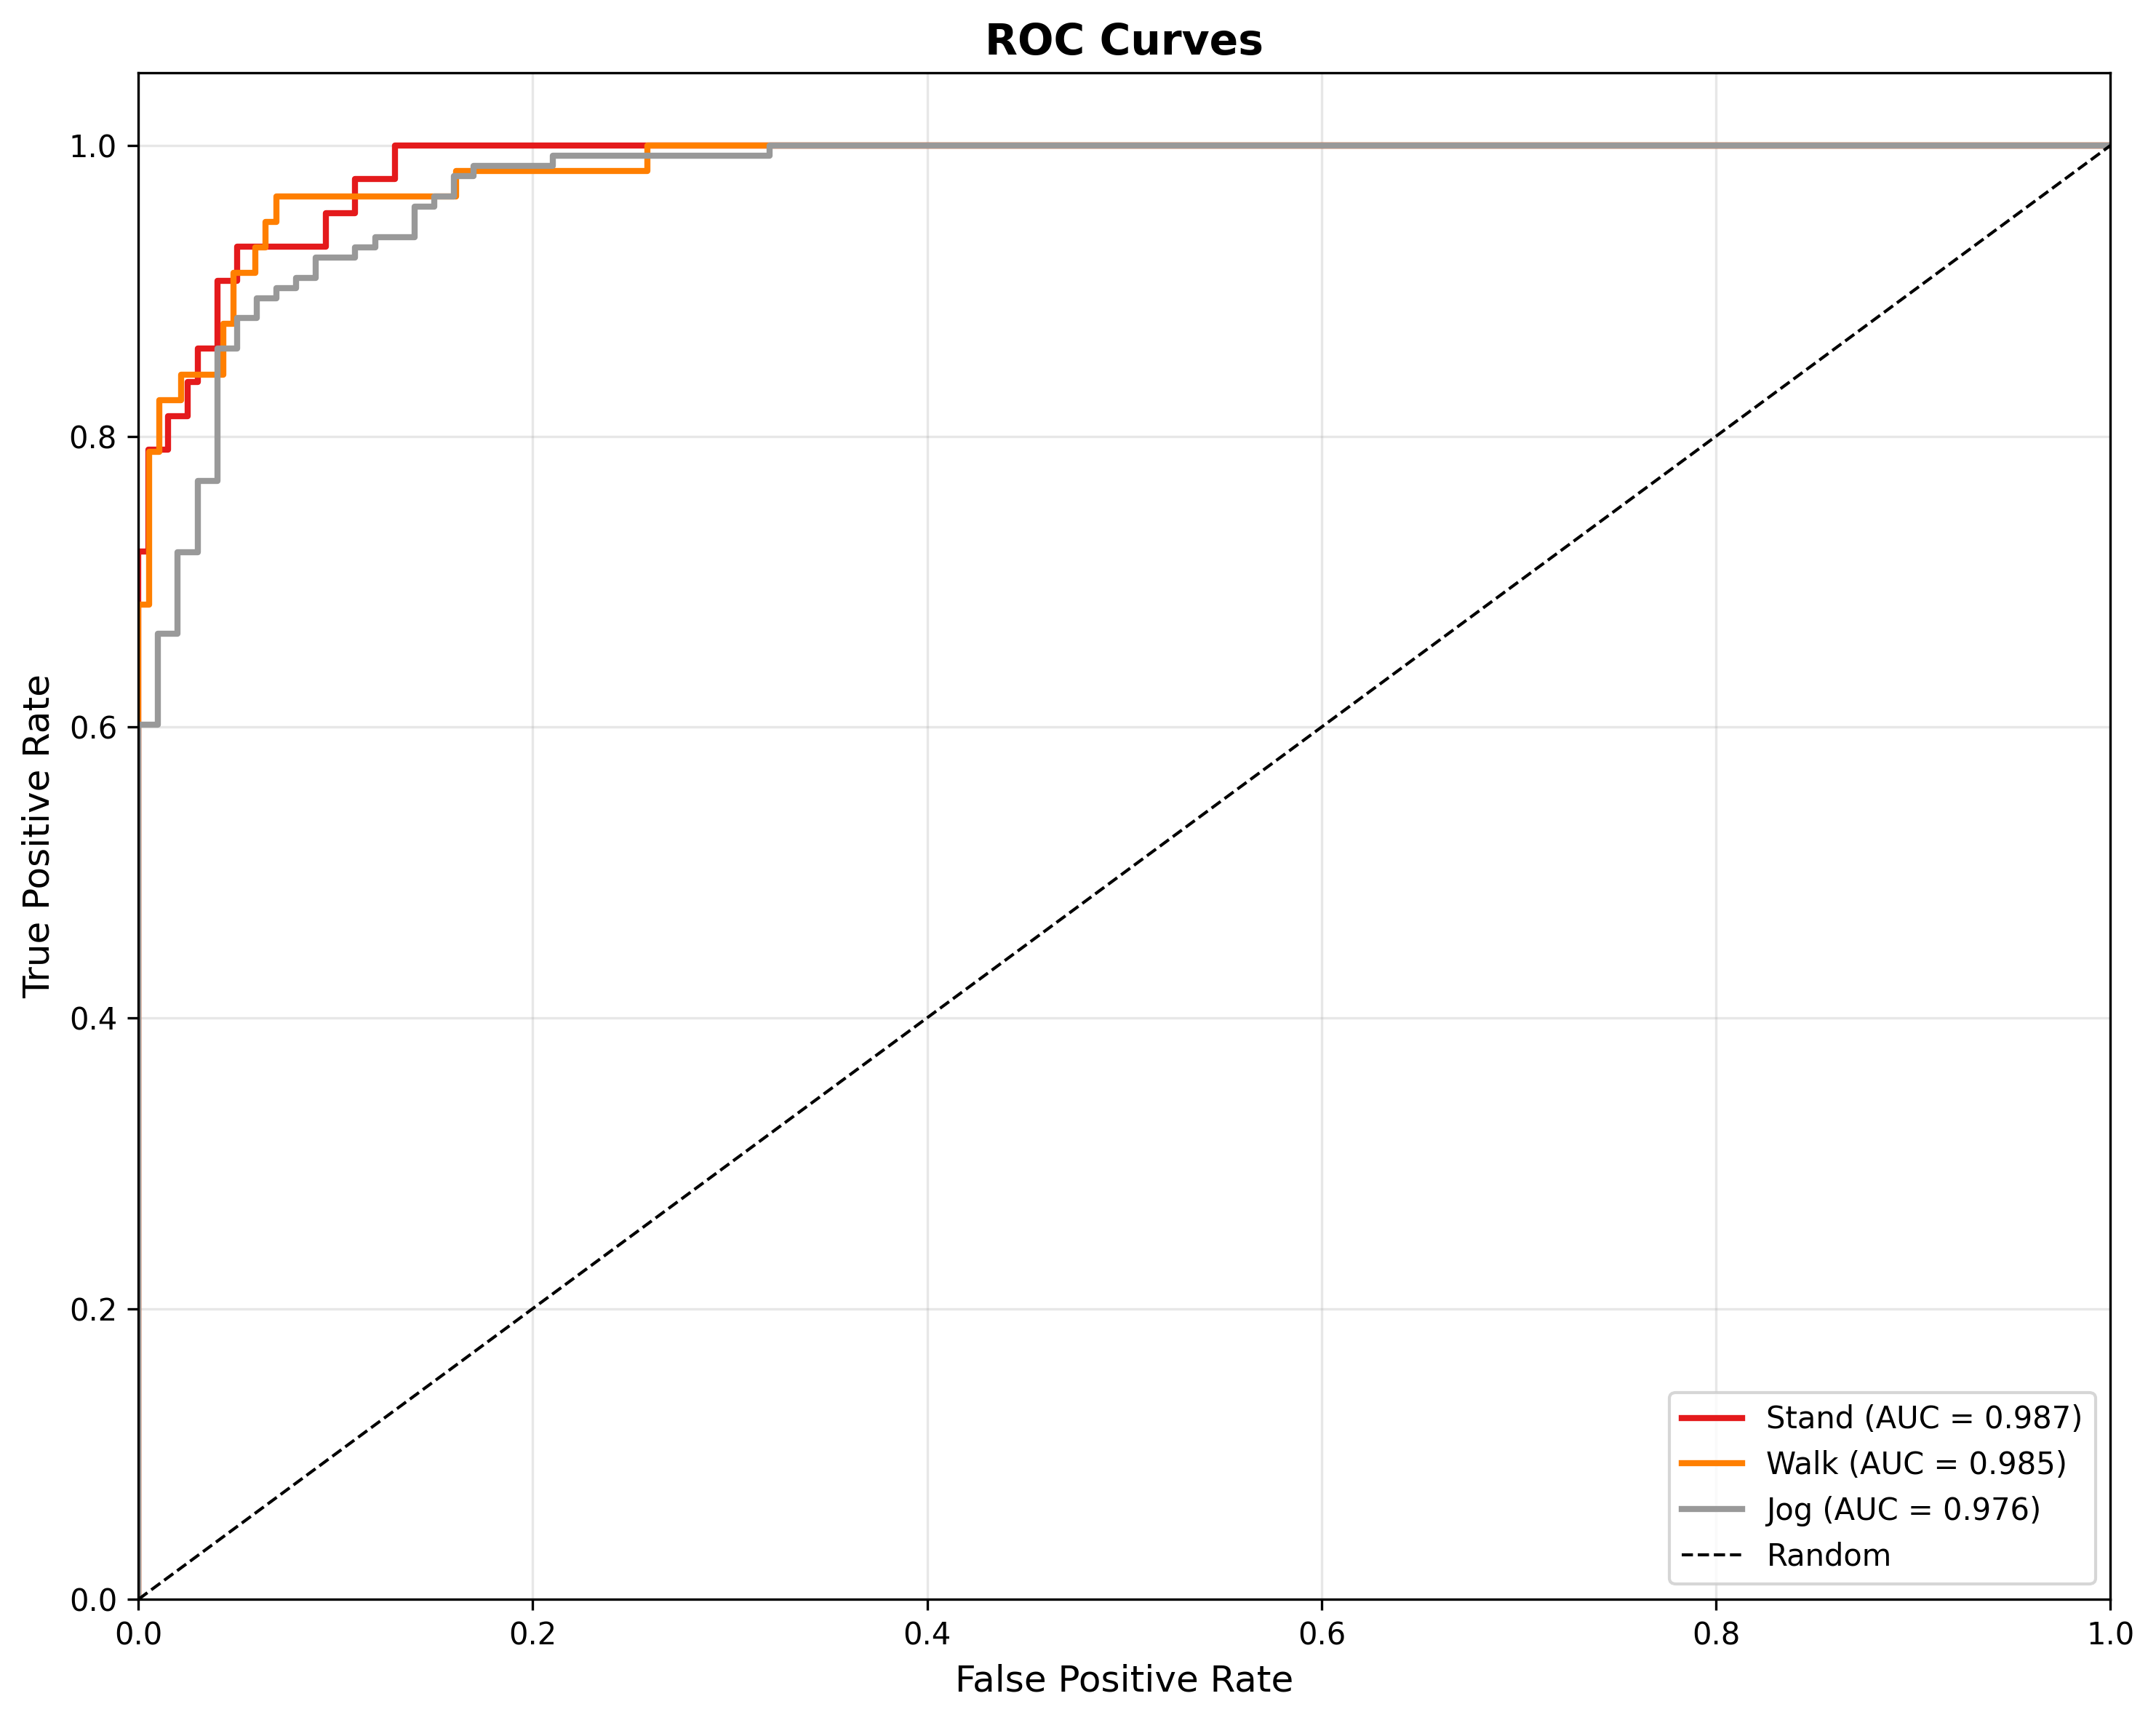 ROC Curves
True Positive Rate
1.0
0.8
0.6
0.4
0.2
0.0
0.0 0.2 0.4 0.6 0.8 1.0
False Positive Rate
Stand (AUC = 0.987)
Walk (AUC = 0.985)
Jog (AUC = 0.976)
Random